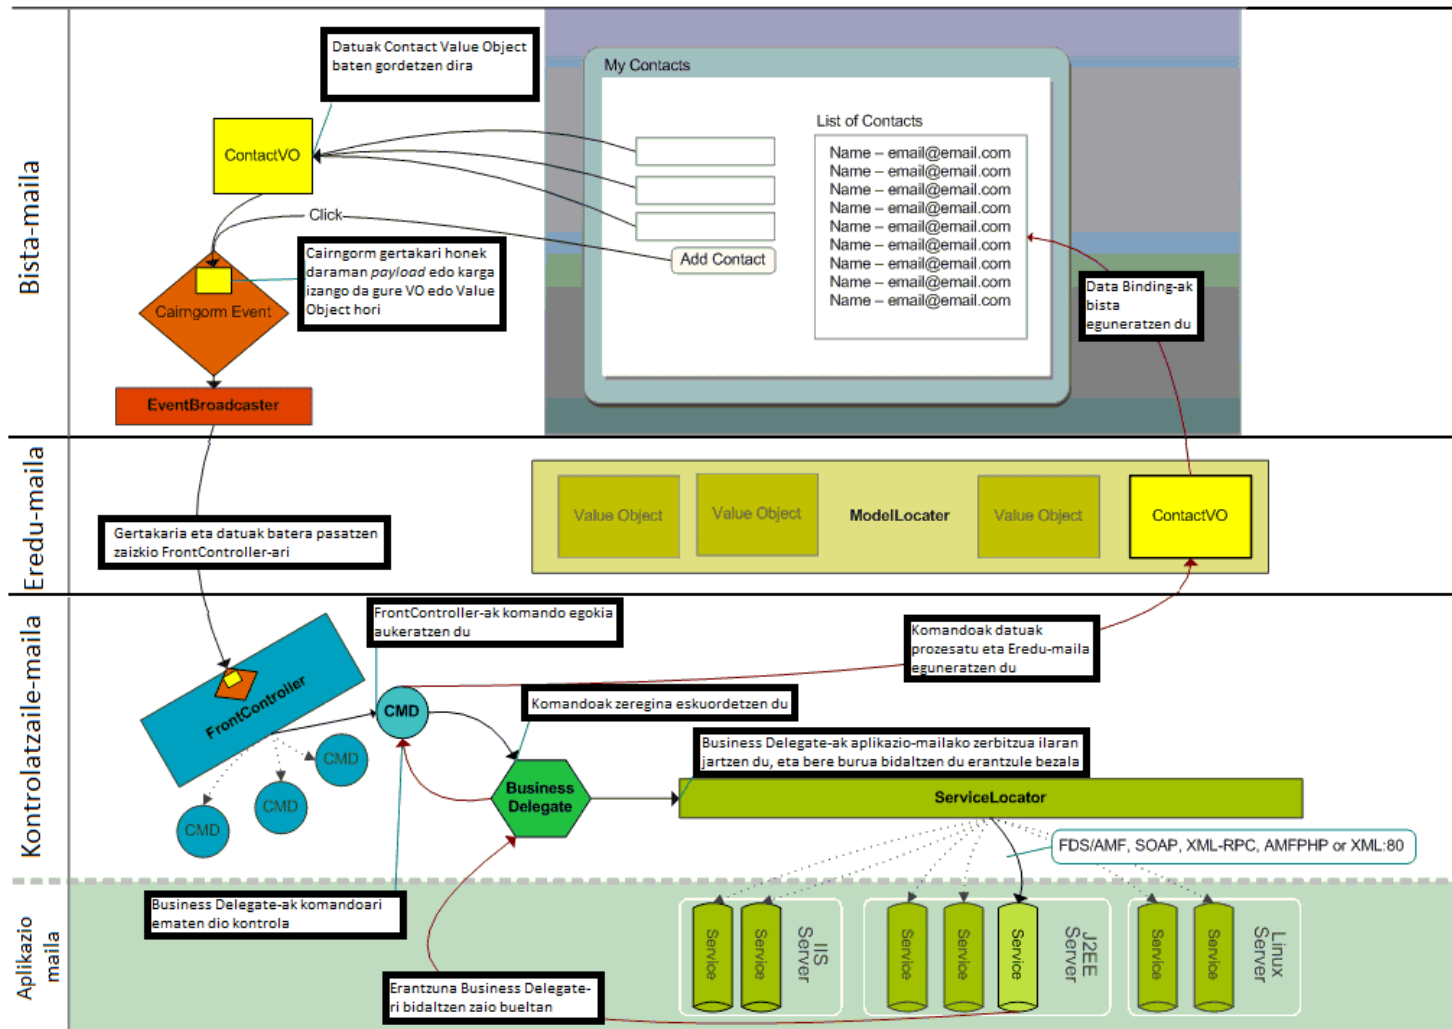 Bista-maila
Datuak Contact Value Object
baten gordetzen dira
My Contacts
List of Contacts
Name – email@email.com
Name – email@email.com
Name – email@email.com
Name – email@email.com
Name – email@email.com
Name – email@email.com
Name – email@email.com
Name – email@email.com
Name – email@email.com
ContactVO
Click
Add Contact
Cairngorm gertakari honek
daraman payload edo karga
izango da gure VO edo Value
Object hori
Cairngorm Event
Data Binding-ak
bista
eguneratzen du
EventBroadcaster
Eredu-maila
Value Object
Value Object
ModelLocater
Value Object
ContactVO
Gertakaria eta datuak batera pasatzen
zaizkio FrontController-ari
Kontrolatzaile-maila
FrontController-ak komando egokia
aukeratzen du
Komandoak datuak
prozesatu eta Eredu-maila
eguneratzen du
FrontController
CMD
Komandoak zeregina eskuordetzen du
CMD
CMD
CMD
Business Delegate-ak aplikazio-mailako zerbitzua ilaran
jartzen du, eta bere burua bidaltzen du erantzule bezala
Business
Delegate
ServiceLocator
FDS/AMF, SOAP, XML-RPC, AMFPHP or XML:80
Aplikazio
maila
Business Delegate-ak komandoari
ematen dio kontrola
Erantzuna Business Delegate-
ri bidaltzen zaio bueltan
Service
Service
IIS
Server
Service
Service
Service
J2EE
Server
Service
Service
Linux
Server